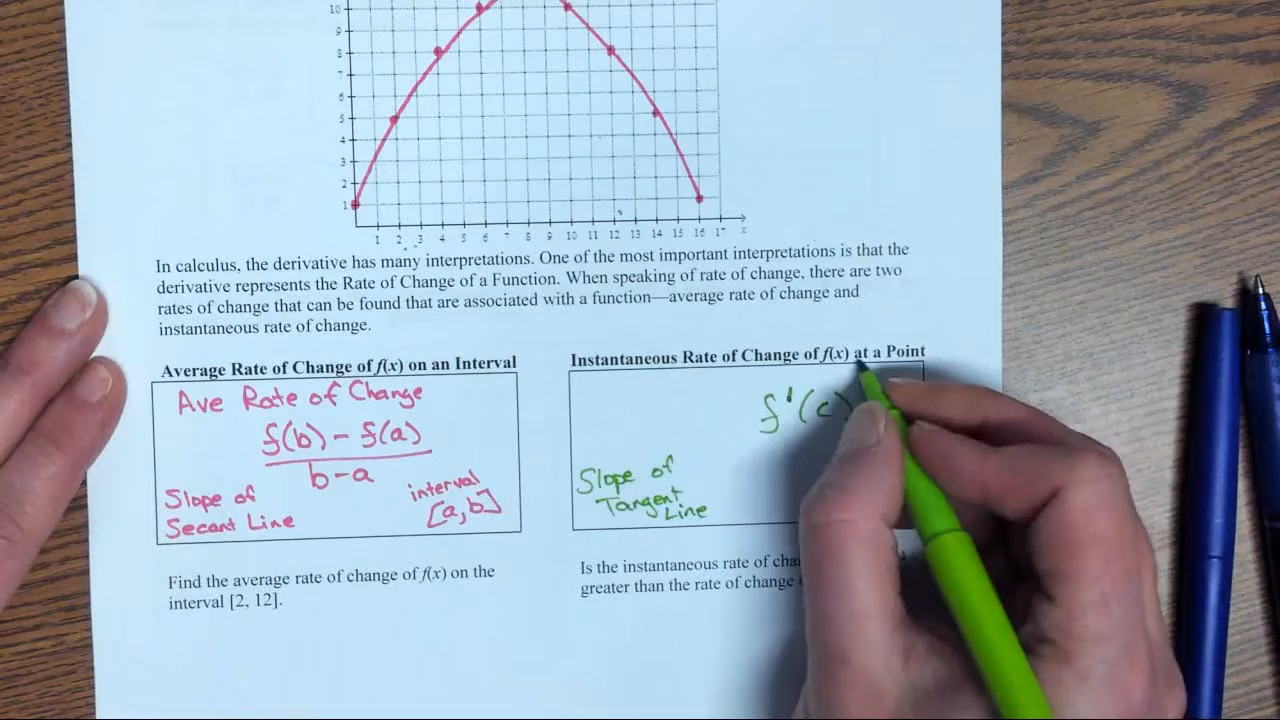 10
9
8
7
6
5
4
3
2
1
1 2 3 4 5 6 7 8 9 10 11 12 13 14 15 16 17 x
In calculus, the derivative has many interpretations. One of the most important interpretations is that the
derivative represents the Rate of Change of a Function. When speaking of rate of change, there are two
rates of change that can be found that are associated with a function—average rate of change and
instantaneous rate of change.
Average Rate of Change of f(x) on an Interval
Ave Rate of Change
f(b) - f(a)
b-a
Slope of
Secant Line
interval
[a,b]
Find the average rate of change of f(x) on the
interval [2, 12].
Instantaneous Rate of Change of f(x) at a Point
f'(c)
Slope of
Tangent
Line
Is the instantaneous rate of
greater than the rate of change